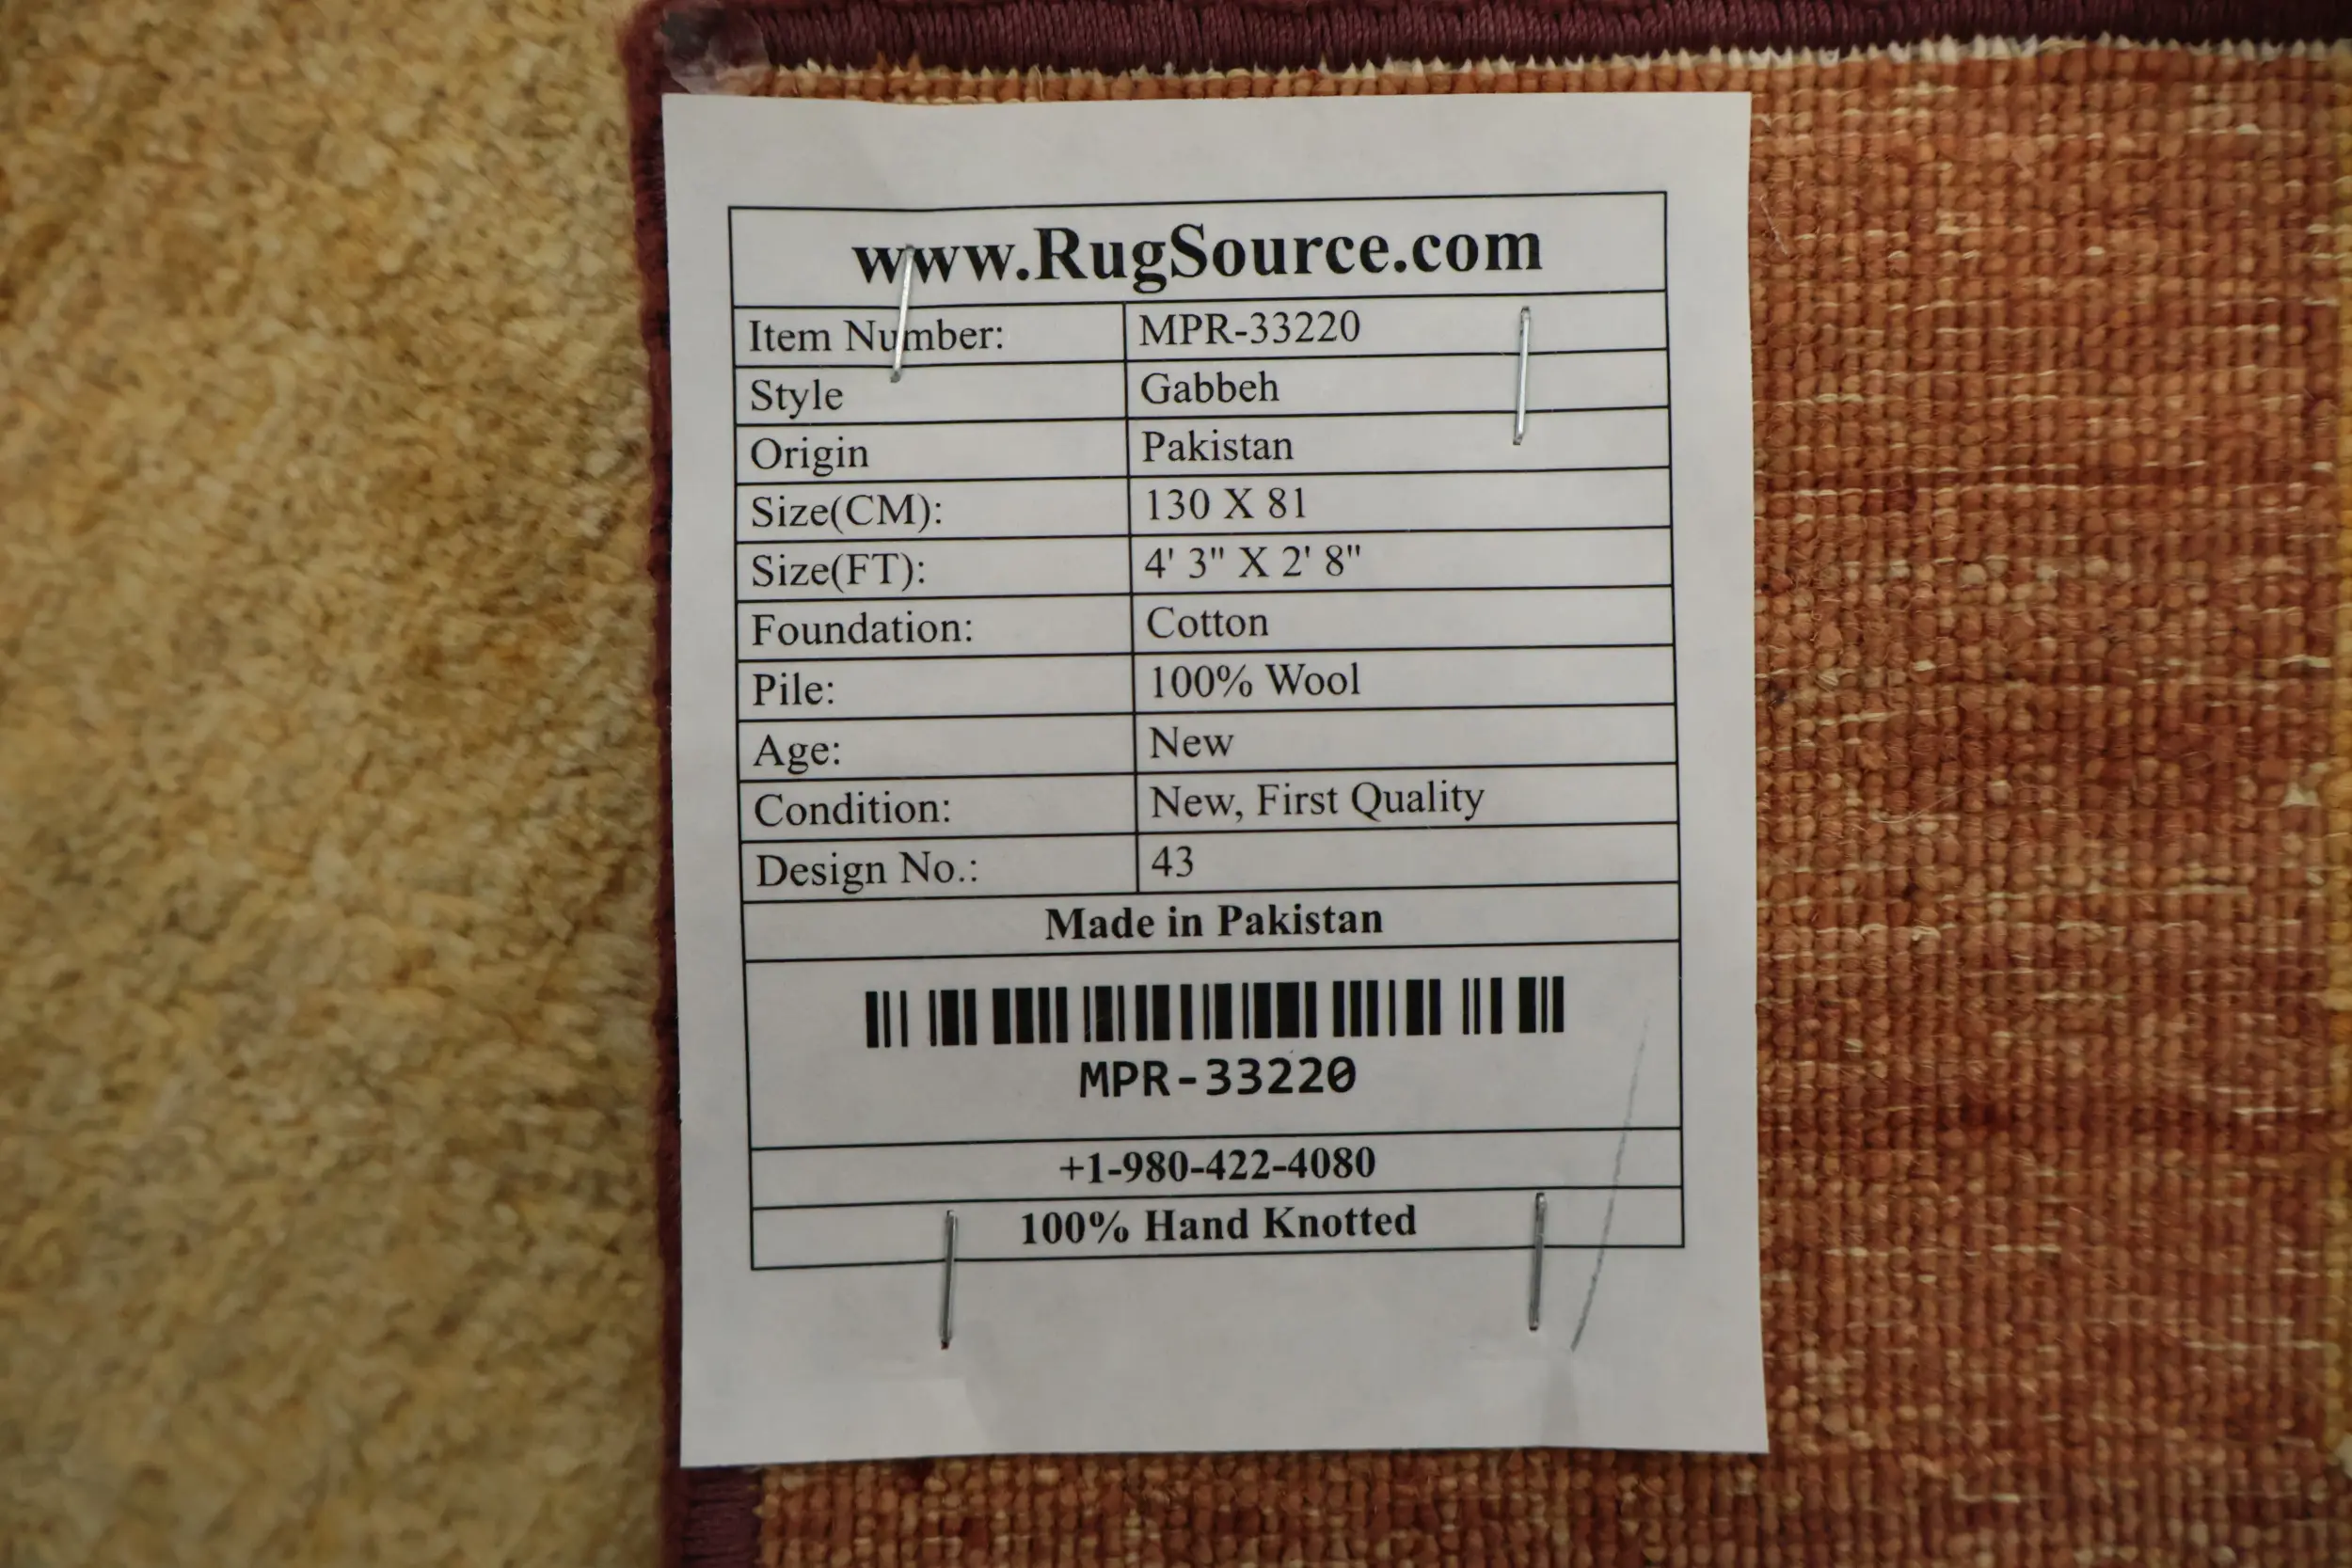 www.RugSource.com
Item Number: MPR-33220
Style Gabbeh
Origin Pakistan
Size(CM): 130 X 81
Size(FT): 4' 3" X 2' 8"
Foundation: Cotton
Pile: 100% Wool
Age: New
Condition: New, First Quality
Design No.: 43
Made in Pakistan
MPR-33220
+1-980-422-4080
100% Hand Knotted